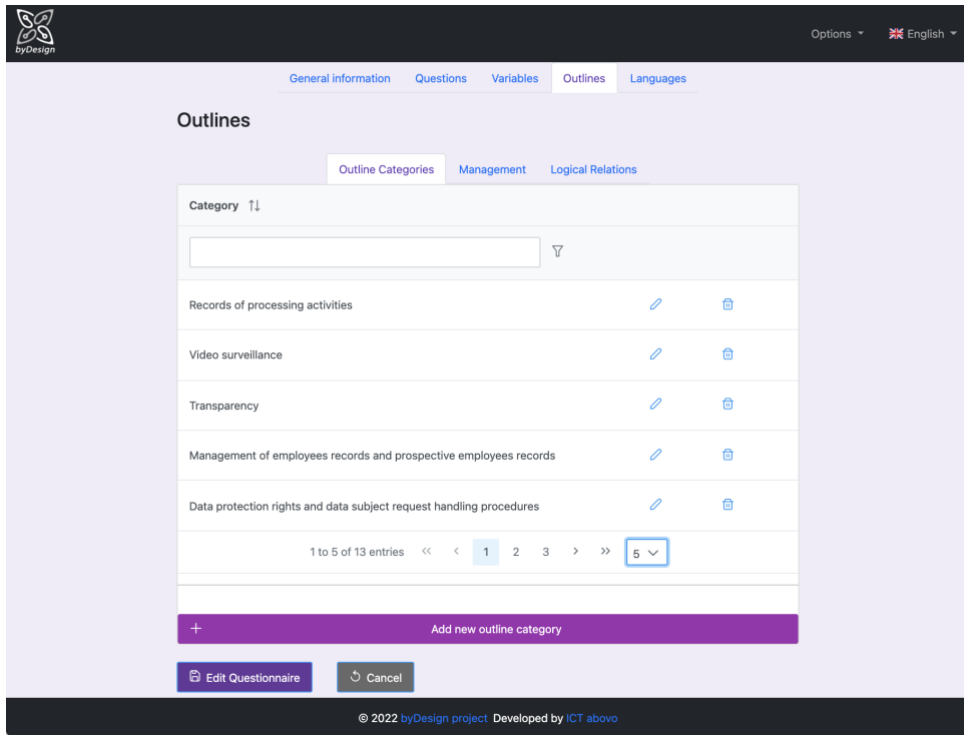 byDesign
Options English
General information Questions Variables Outlines Languages
Outlines
Outline Categories Management Logical Relations
Category
Records of processing activities
Video surveillance
Transparency
Management of employees records and prospective employees records
Data protection rights and data subject request handling procedures
1 to 5 of 13 entries << < 1 2 3 > >> 5
+ Add new outline category
Edit Questionnaire Cancel
© 2022 byDesign project Developed by ICT abovo